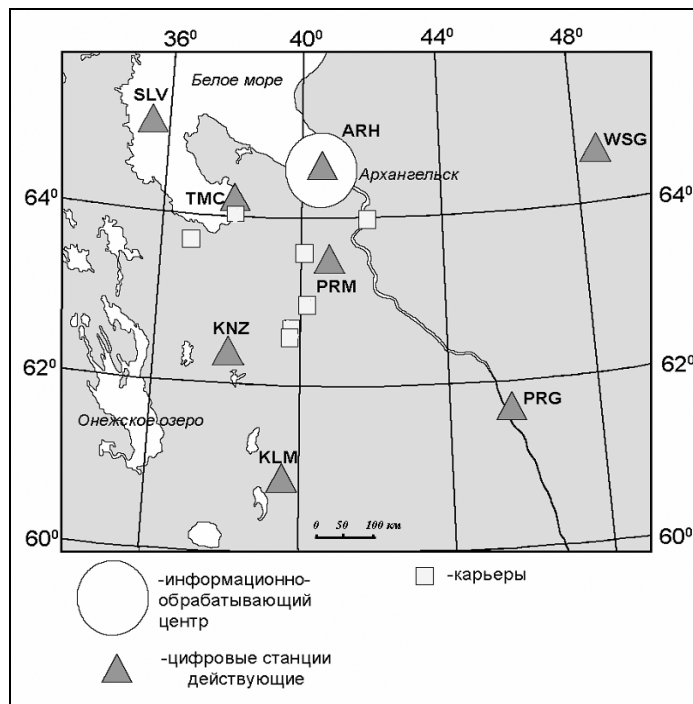 36⁰ 40⁰ 44⁰ 48⁰
Белое море
SLV
ARH
WSG
Архангельск
64⁰ TMC 64⁰
PRM
KNZ
62⁰ 62⁰
PRG
Онежское озеро
KLM
0 50 100 км
60⁰ 60⁰
-информационно-
обрабатывающий
центр
-карьеры
-цифровые станции
действующие